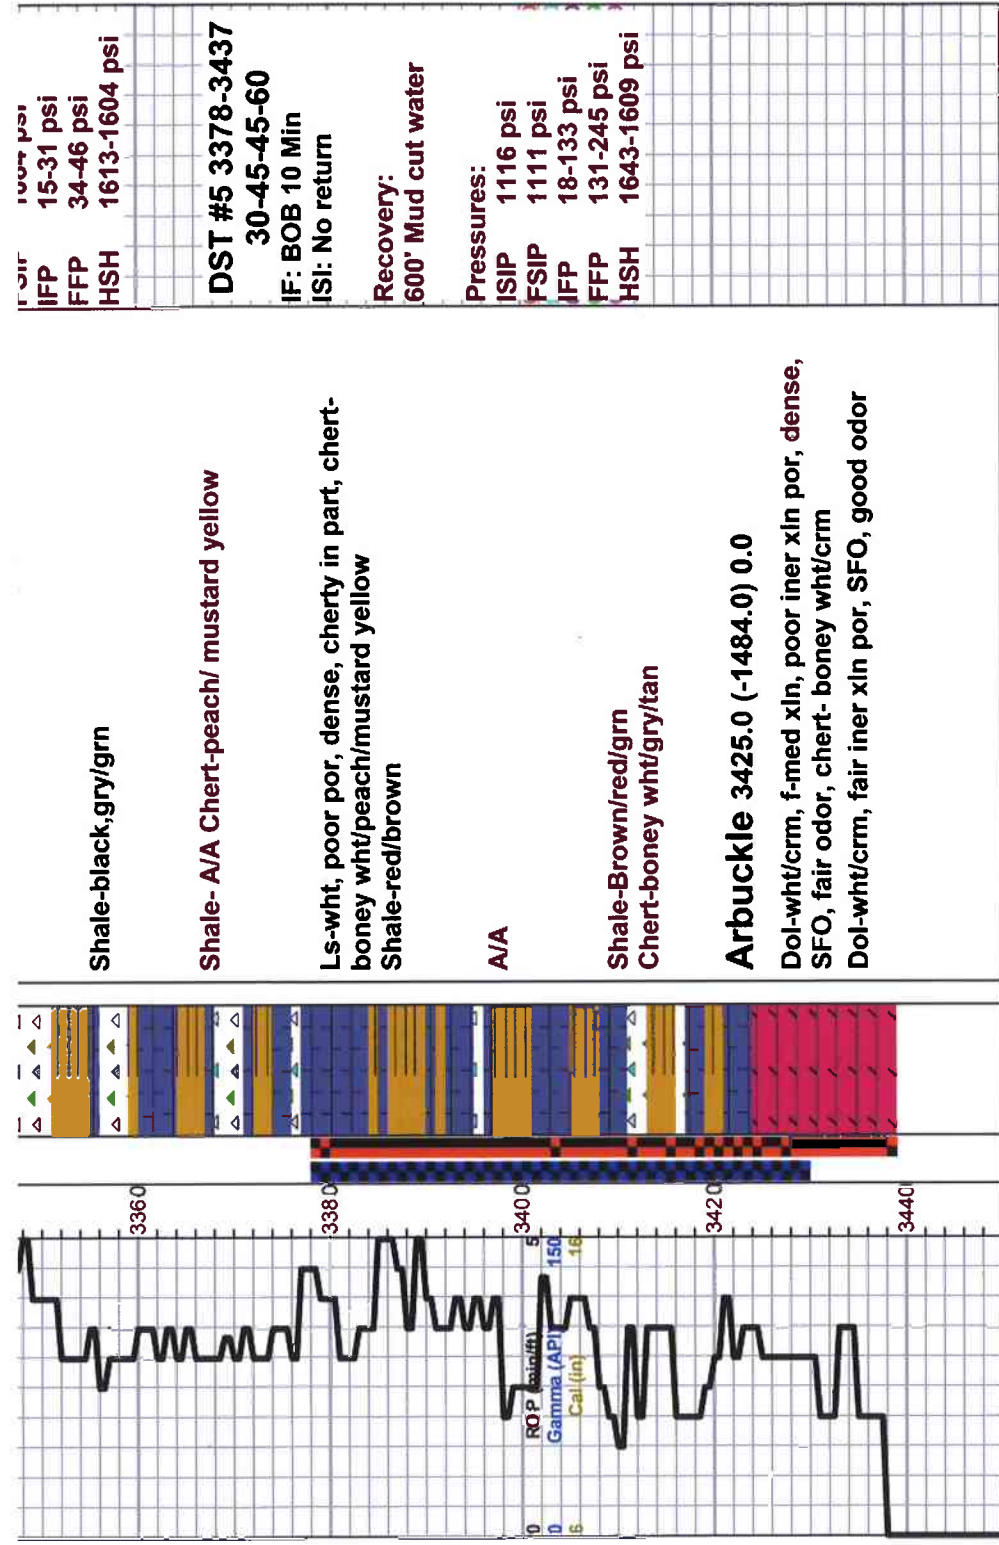 0 ROP (min/ft) 5
0 Gamma (API) 150
6 Cal (in) 16
3360
3380
3400
3420
3440
Shale-black,gry/grn
Shale- A/A Chert-peach/ mustard yellow
Ls-wht, poor por, dense, cherty in part, chert-
boney wht/peach/mustard yellow
Shale-red/brown
A/A
Shale-Brown/red/grn
Chert-boney wht/gry/tan
Arbuckle 3425.0 (-1484.0) 0.0
Dol-wht/crm, f-med xln, poor iner xln por, dense,
SFO, fair odor, chert- boney wht/crm
Dol-wht/crm, fair iner xln por, SFO, good odor
FSIP psi
IFP 15-31 psi
FFP 34-46 psi
HSH 1613-1604 psi
DST #5 3378-3437
30-45-45-60
IF: BOB 10 Min
ISI: No return
Recovery:
600' Mud cut water
Pressures:
ISIP 1116 psi
FSIP 1111 psi
IFP 18-133 psi
FFP 131-245 psi
HSH 1643-1609 psi